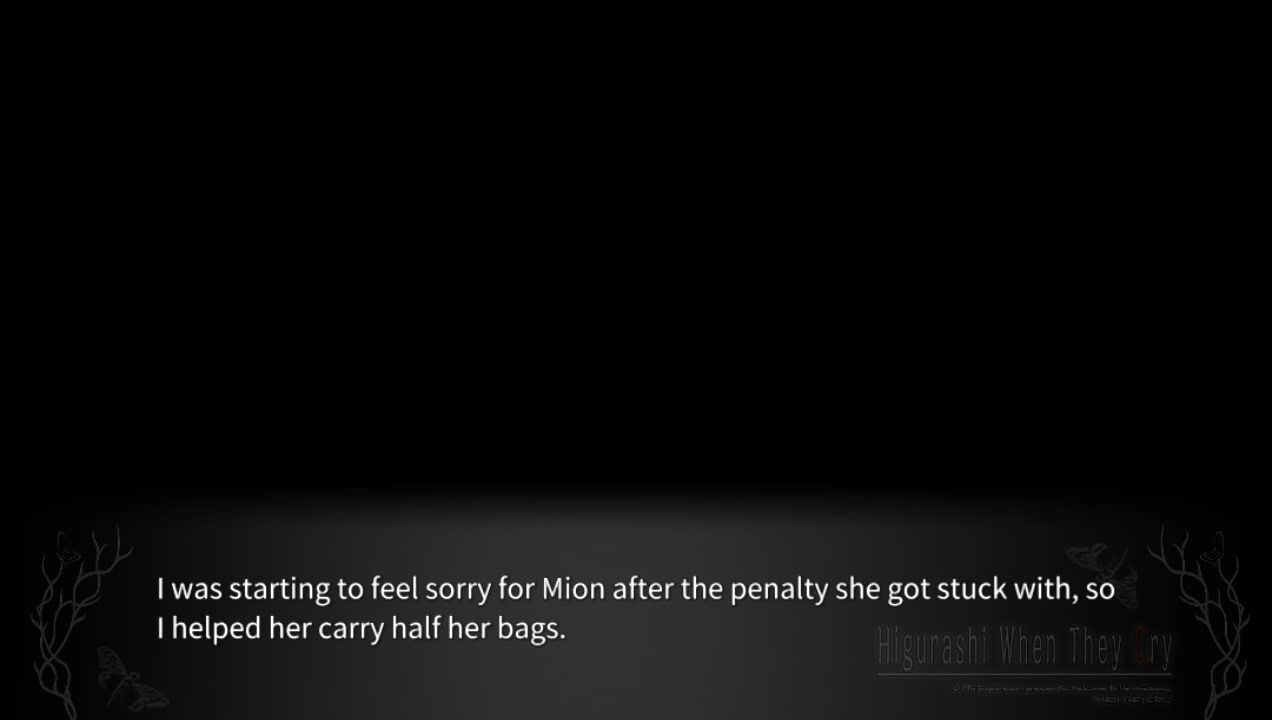 I was starting to feel sorry for Mion after the penalty she got stuck with, so
I helped her carry half her bags.
Higurashi When They Cry